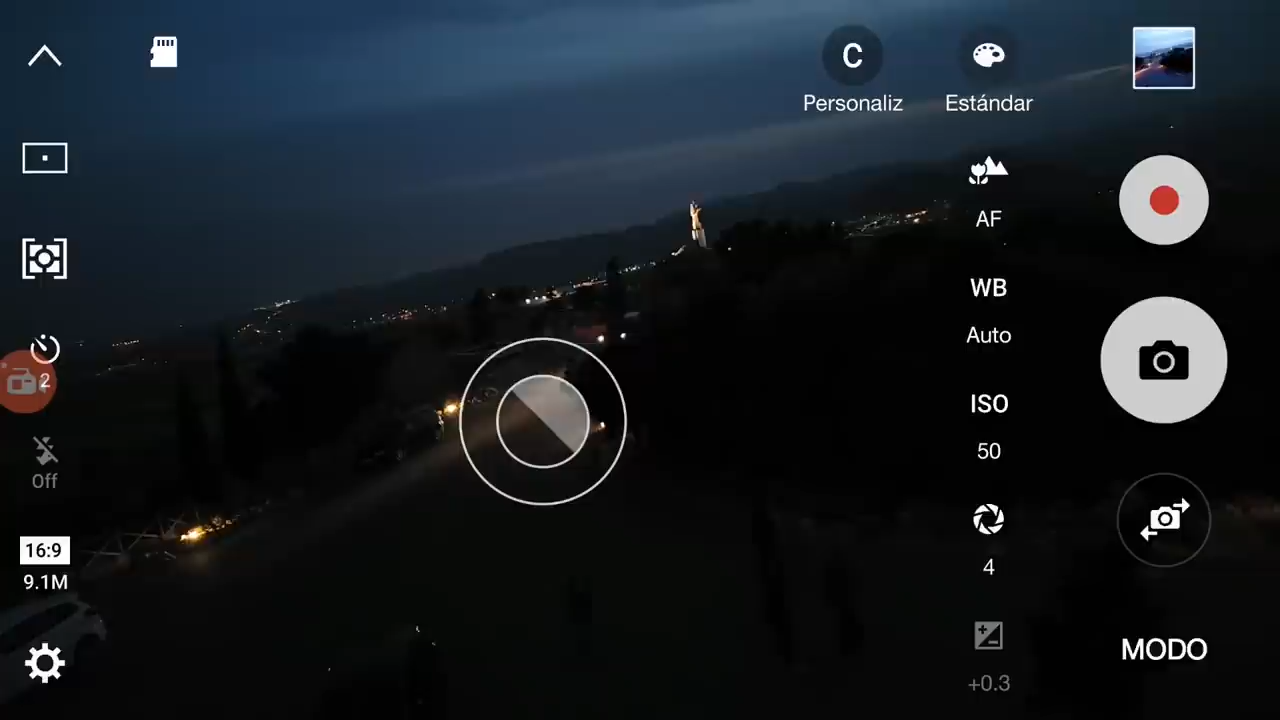 C
Personaliz
Estándar
AF
WB
Auto
ISO
50
4
+0.3
2
Off
16:9
9.1M
MODO